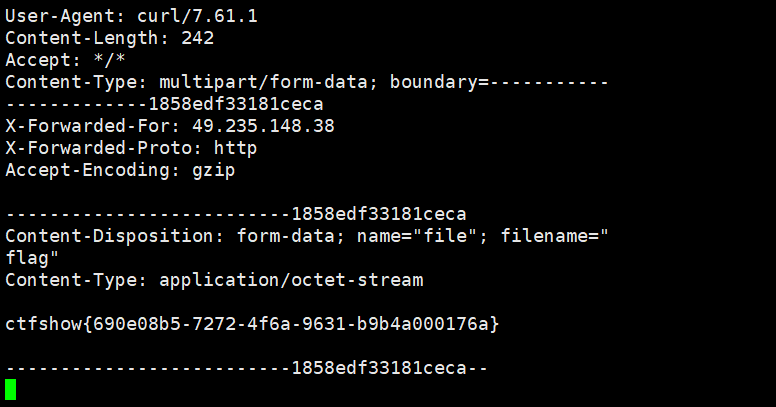 User-Agent: curl/7.61.1
Content-Length: 242
Accept: */*
Content-Type: multipart/form-data; boundary=-----------
-------------1858edf33181ceca
X-Forwarded-For: 49.235.148.38
X-Forwarded-Proto: http
Accept-Encoding: gzip

--------------------------1858edf33181ceca
Content-Disposition: form-data; name="file"; filename="
flag"
Content-Type: application/octet-stream

ctfshow{690e08b5-7272-4f6a-9631-b9b4a000176a}

--------------------------1858edf33181ceca--